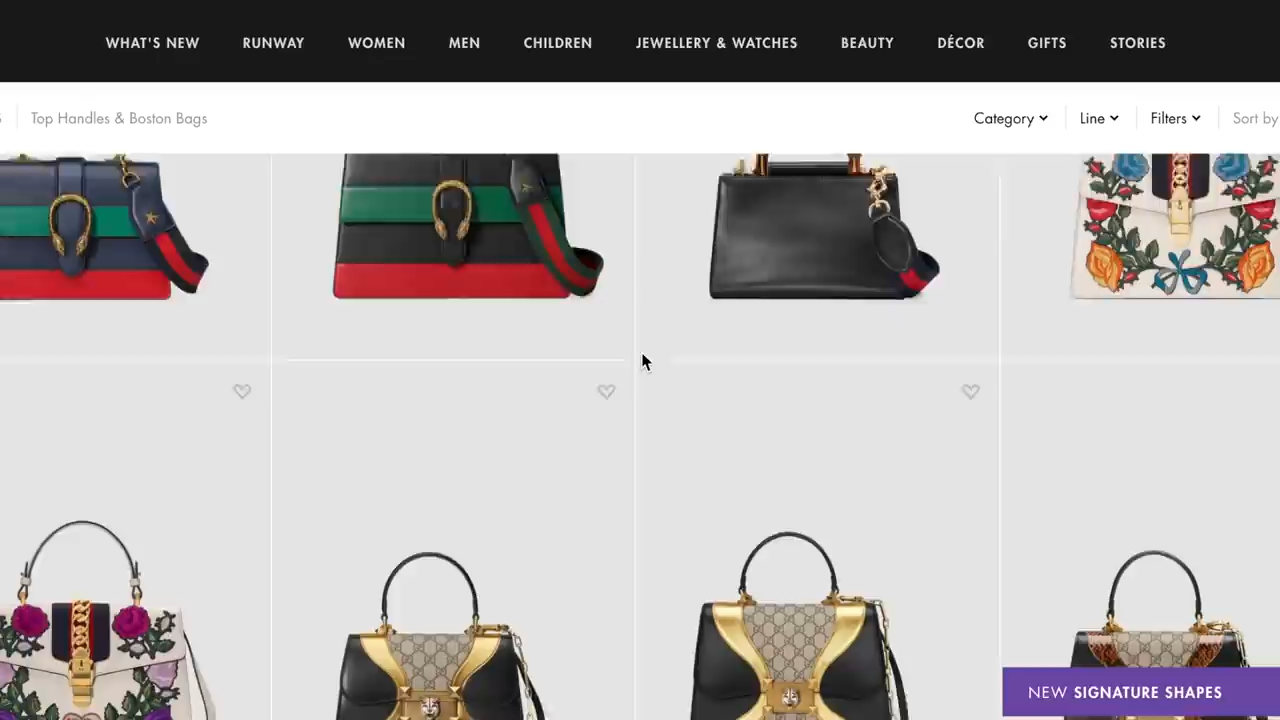 WHAT'S NEW RUNWAY WOMEN MEN CHILDREN JEWELLERY & WATCHES BEAUTY DÉCOR GIFTS STORIES
Top Handles & Boston Bags Category Line Filters Sort by
NEW SIGNATURE SHAPES